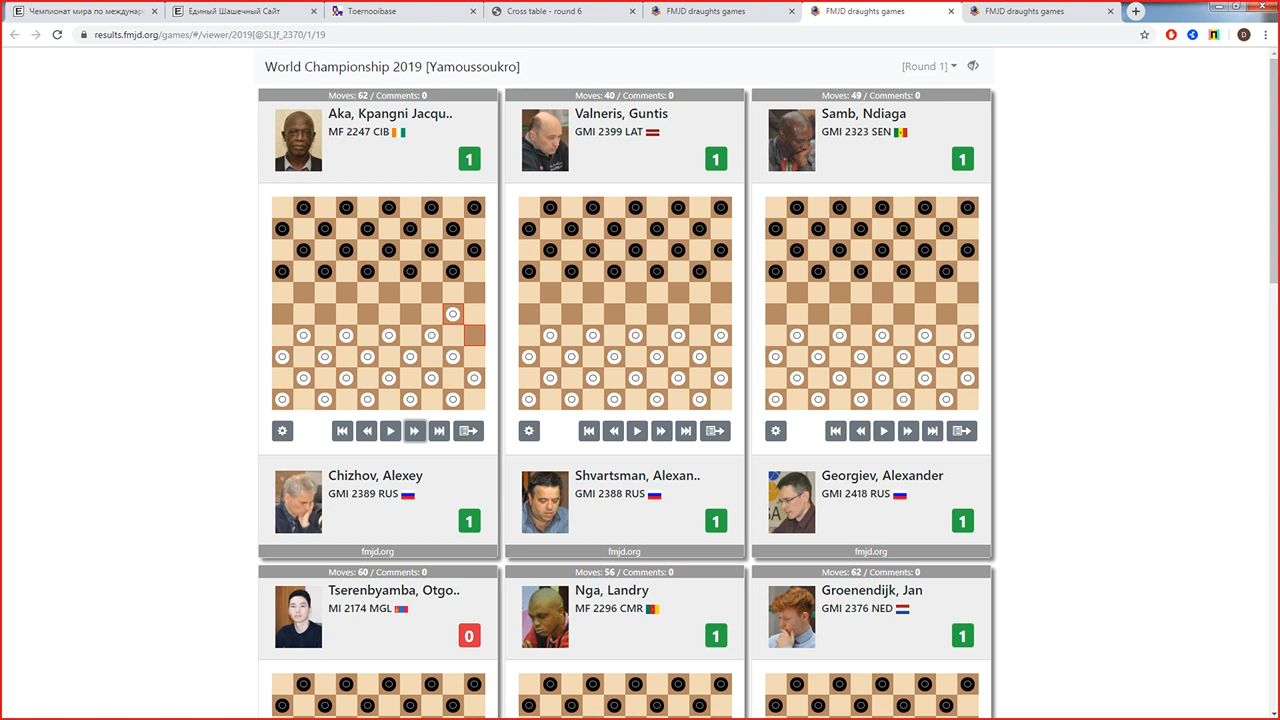 Чемпионат мира по междунар
Единый Шашечный Сайт
Toernooibase
Cross table - round 6
FMJD draughts games
FMJD draughts games
FMJD draughts games
results.fmjd.org/games/#/viewer/2019[@SL]f_2370/1/19
D
World Championship 2019 [Yamoussoukro]
[Round 1]
Moves: 62 / Comments: 0
Aka, Kpangni Jacqu..
MF 2247 CIB
1
Moves: 40 / Comments: 0
Valneris, Guntis
GMI 2399 LAT
1
Moves: 49 / Comments: 0
Samb, Ndiaga
GMI 2323 SEN
1
Chizhov, Alexey
GMI 2389 RUS
1
fmjd.org
Shvartsman, Alexan..
GMI 2388 RUS
1
fmjd.org
Georgiev, Alexander
GMI 2418 RUS
1
fmjd.org
Moves: 60 / Comments: 0
Tserenbyamba, Otgo..
MI 2174 MGL
0
Moves: 56 / Comments: 0
Nga, Landry
MF 2296 CMR
1
Moves: 62 / Comments: 0
Groenendijk, Jan
GMI 2376 NED
1